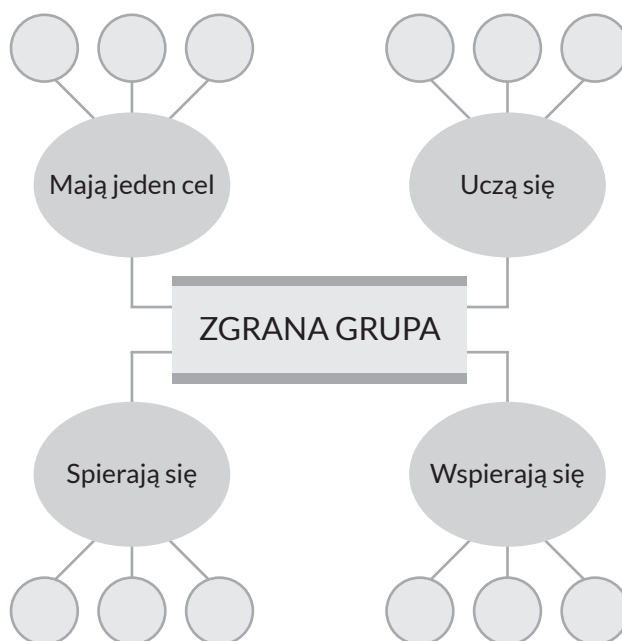 Mają jeden cel
Uczą się
ZGRANA GRUPA
Spierają się
Wspierają się